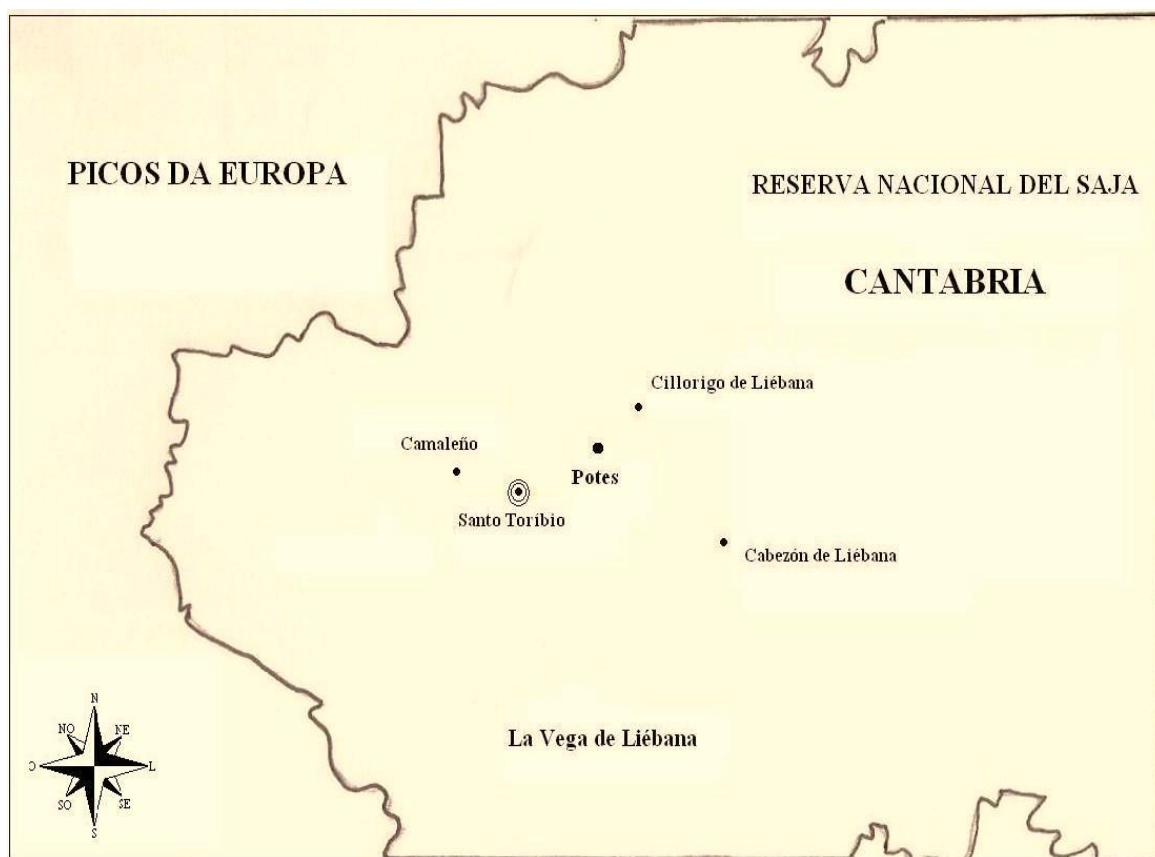 PICOS DA EUROPA
RESERVA NACIONAL DEL SAJA
CANTABRIA
Cillorigo de Liébana
Camaleño
Potes
Santo Toríbio
Cabezón de Liébana
La Vega de Liébana
N
NO
NE
O
L
SO
SE
S